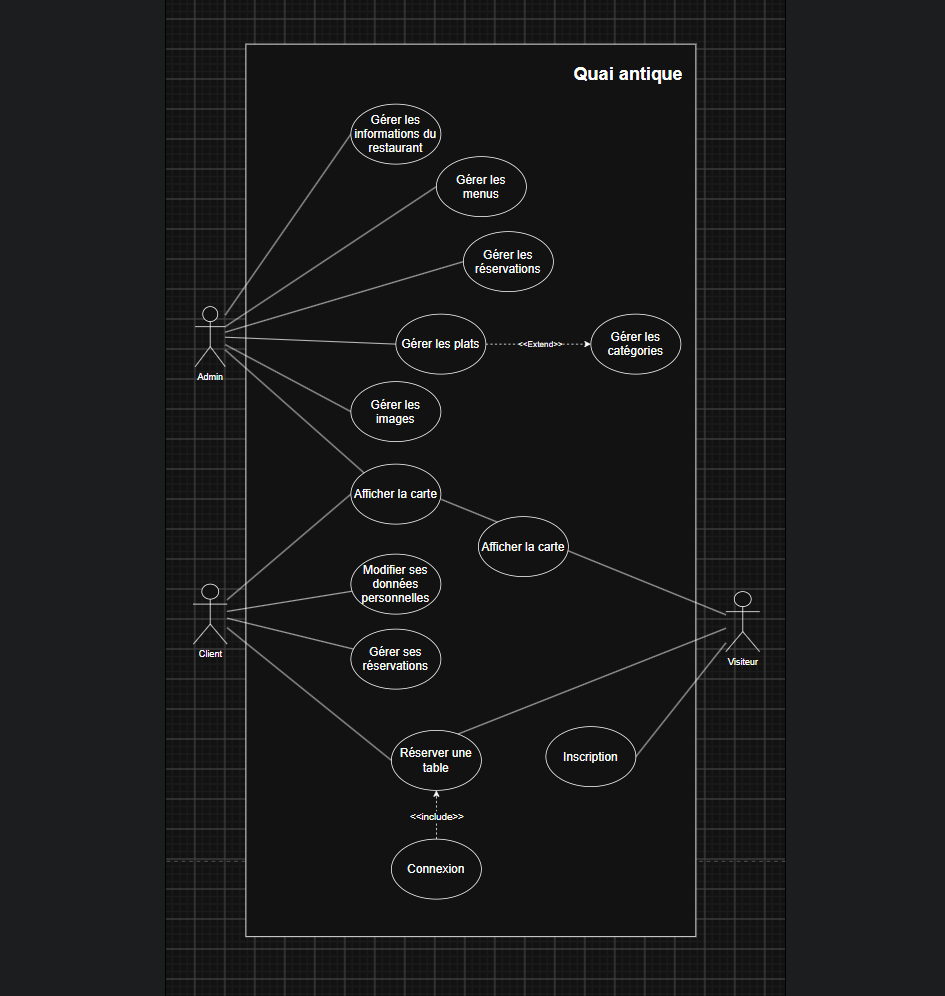 Quai antique
Gérer les
informations du
restaurant
Gérer les
menus
Gérer les
réservations
Gérer les plats
<<Extend>>
Gérer les
catégories
Admin
Gérer les
images
Afficher la carte
Afficher la carte
Modifier ses
données
personnelles
Client
Gérer ses
réservations
Visiteur
Réserver une
table
Inscription
<<include>>
Connexion